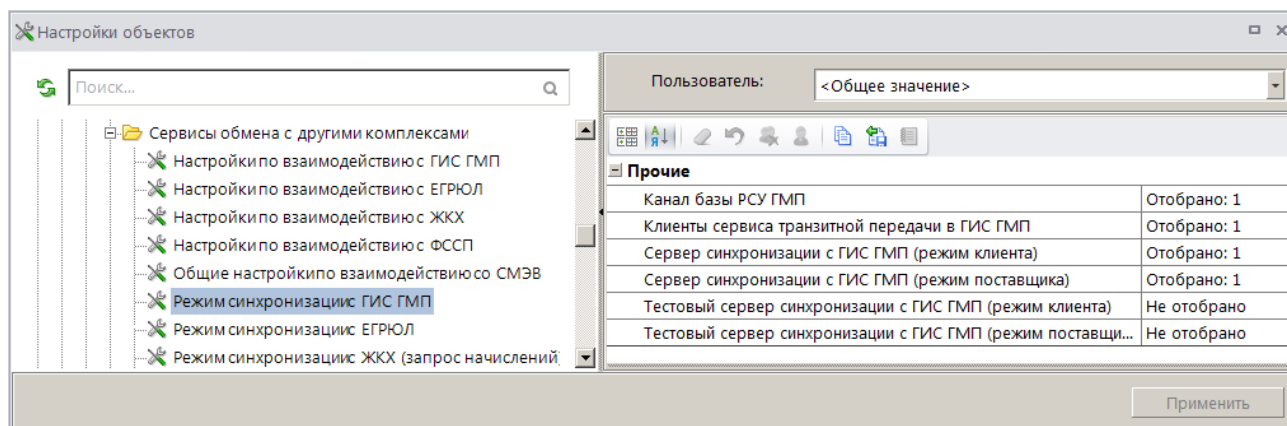 Настройки объектов
Поиск...
Сервисы обмена с другими комплексами
Настройки по взаимодействию с ГИС ГМП
Настройки по взаимодействию с ЕГРЮЛ
Настройки по взаимодействию с ЖКХ
Настройки по взаимодействию с ФССП
Общие настройки по взаимодействию со СМЭВ
Режим синхронизации с ГИС ГМП
Режим синхронизации с ЕГРЮЛ
Режим синхронизации с ЖКХ (запрос начислений)
Пользователь: <Общее значение>
Прочие
Канал базы РСУ ГМП Отобрано: 1
Клиенты сервиса транзитной передачи в ГИС ГМП Отобрано: 1
Сервер синхронизации с ГИС ГМП (режим клиента) Отобрано: 1
Сервер синхронизации с ГИС ГМП (режим поставщика) Отобрано: 1
Тестовый сервер синхронизации с ГИС ГМП (режим клиента) Не отобрано
Тестовый сервер синхронизации с ГИС ГМП (режим поставщи... Не отобрано
Применить